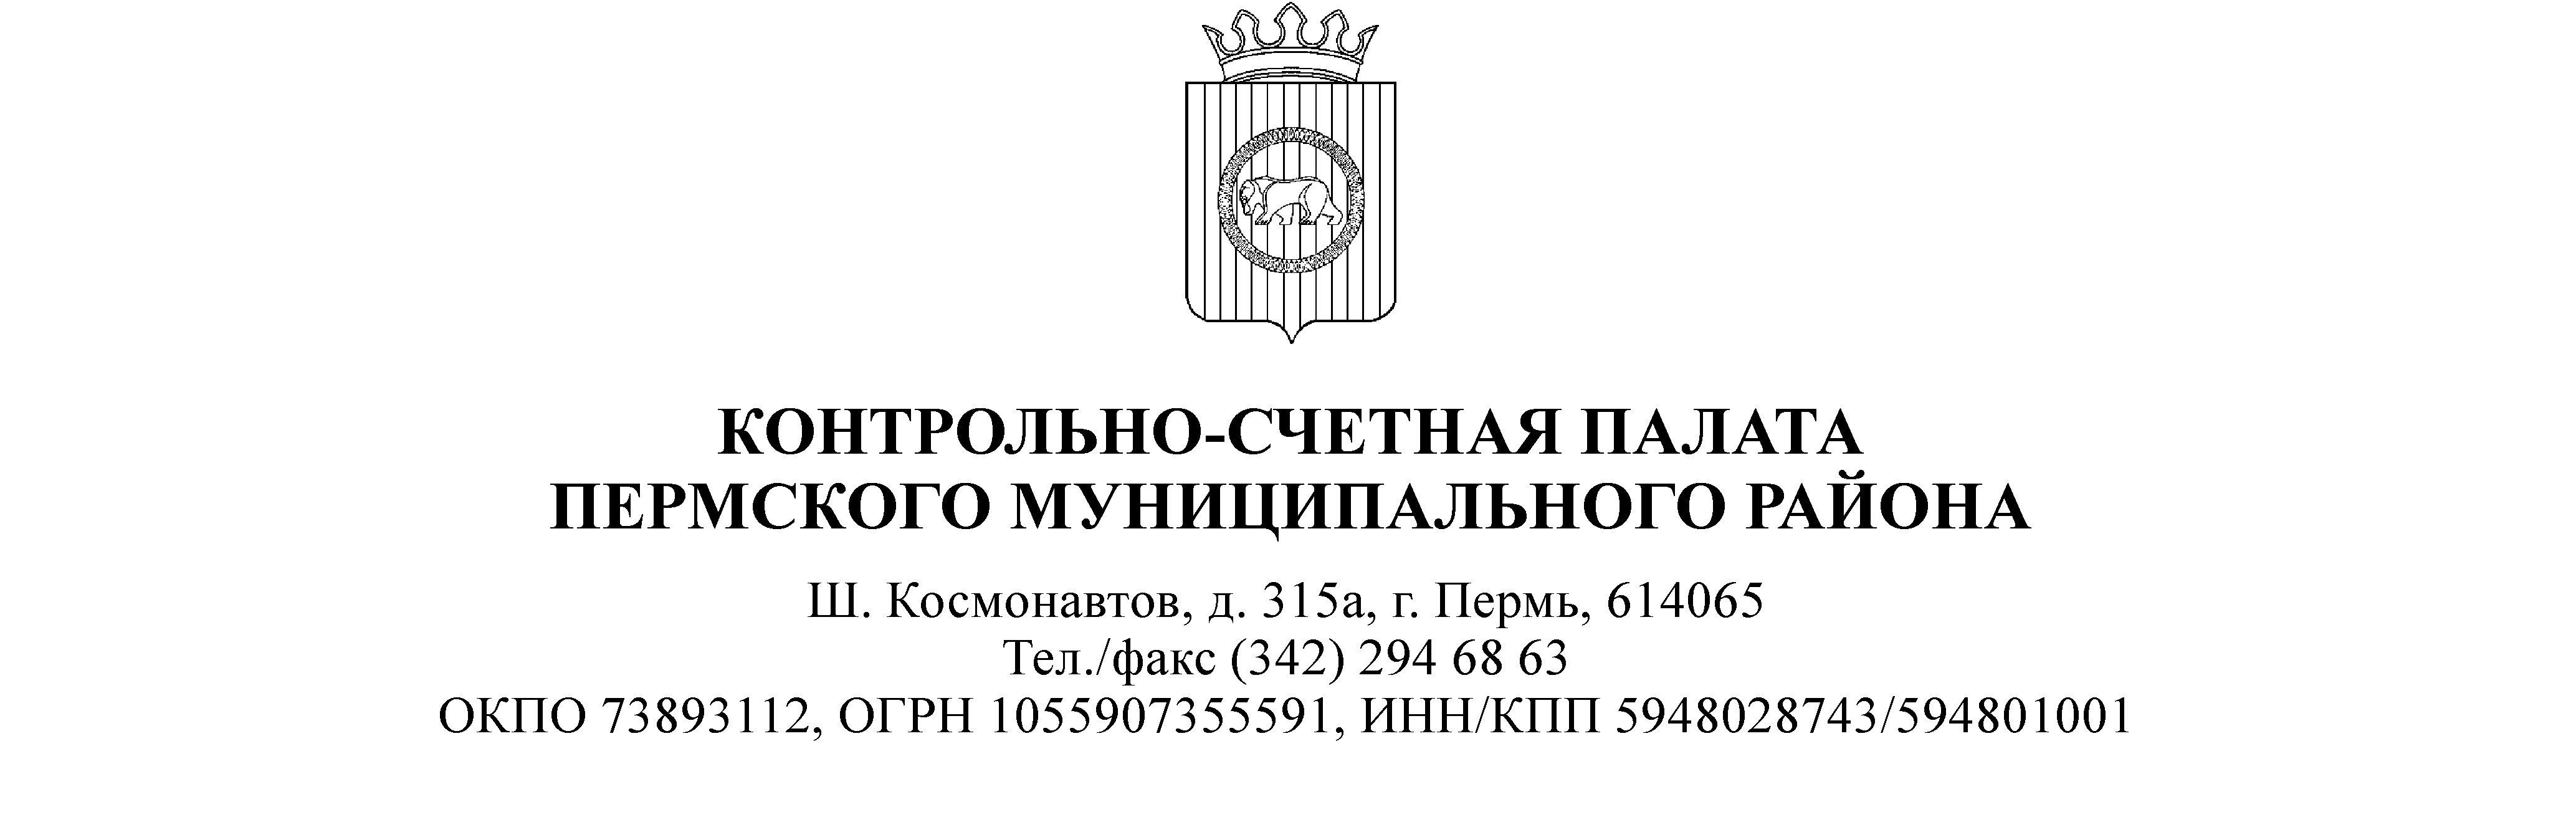 КОНТРОЛЬНО-СЧЕТНАЯ ПАЛАТА
ПЕРМСКОГО МУНИЦИПАЛЬНОГО РАЙОНА
Ш. Космонавтов, д. 315а, г. Пермь, 614065
Тел./факс (342) 294 68 63
ОКПО 73893112, ОГРН 1055907355591, ИНН/КПП 5948028743/594801001